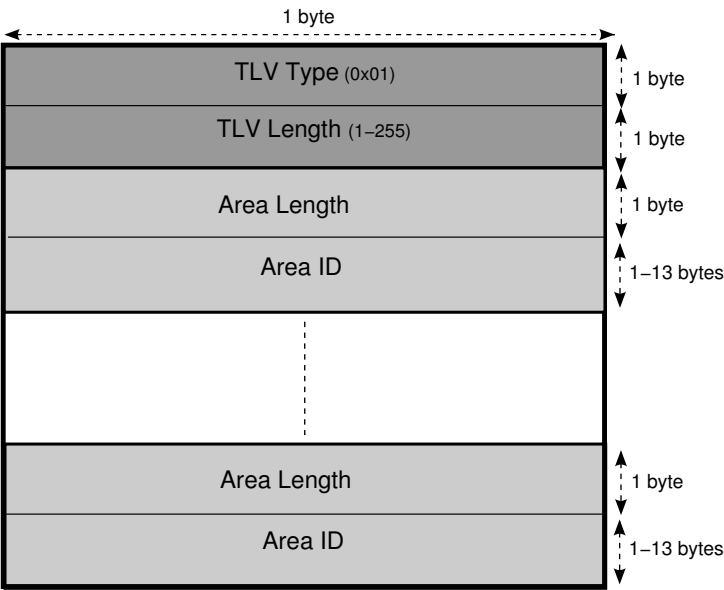 1 byte
TLV Type (0x01)
1 byte
TLV Length (1–255)
1 byte
Area Length
1 byte
Area ID
1–13 bytes
Area Length
1 byte
Area ID
1–13 bytes